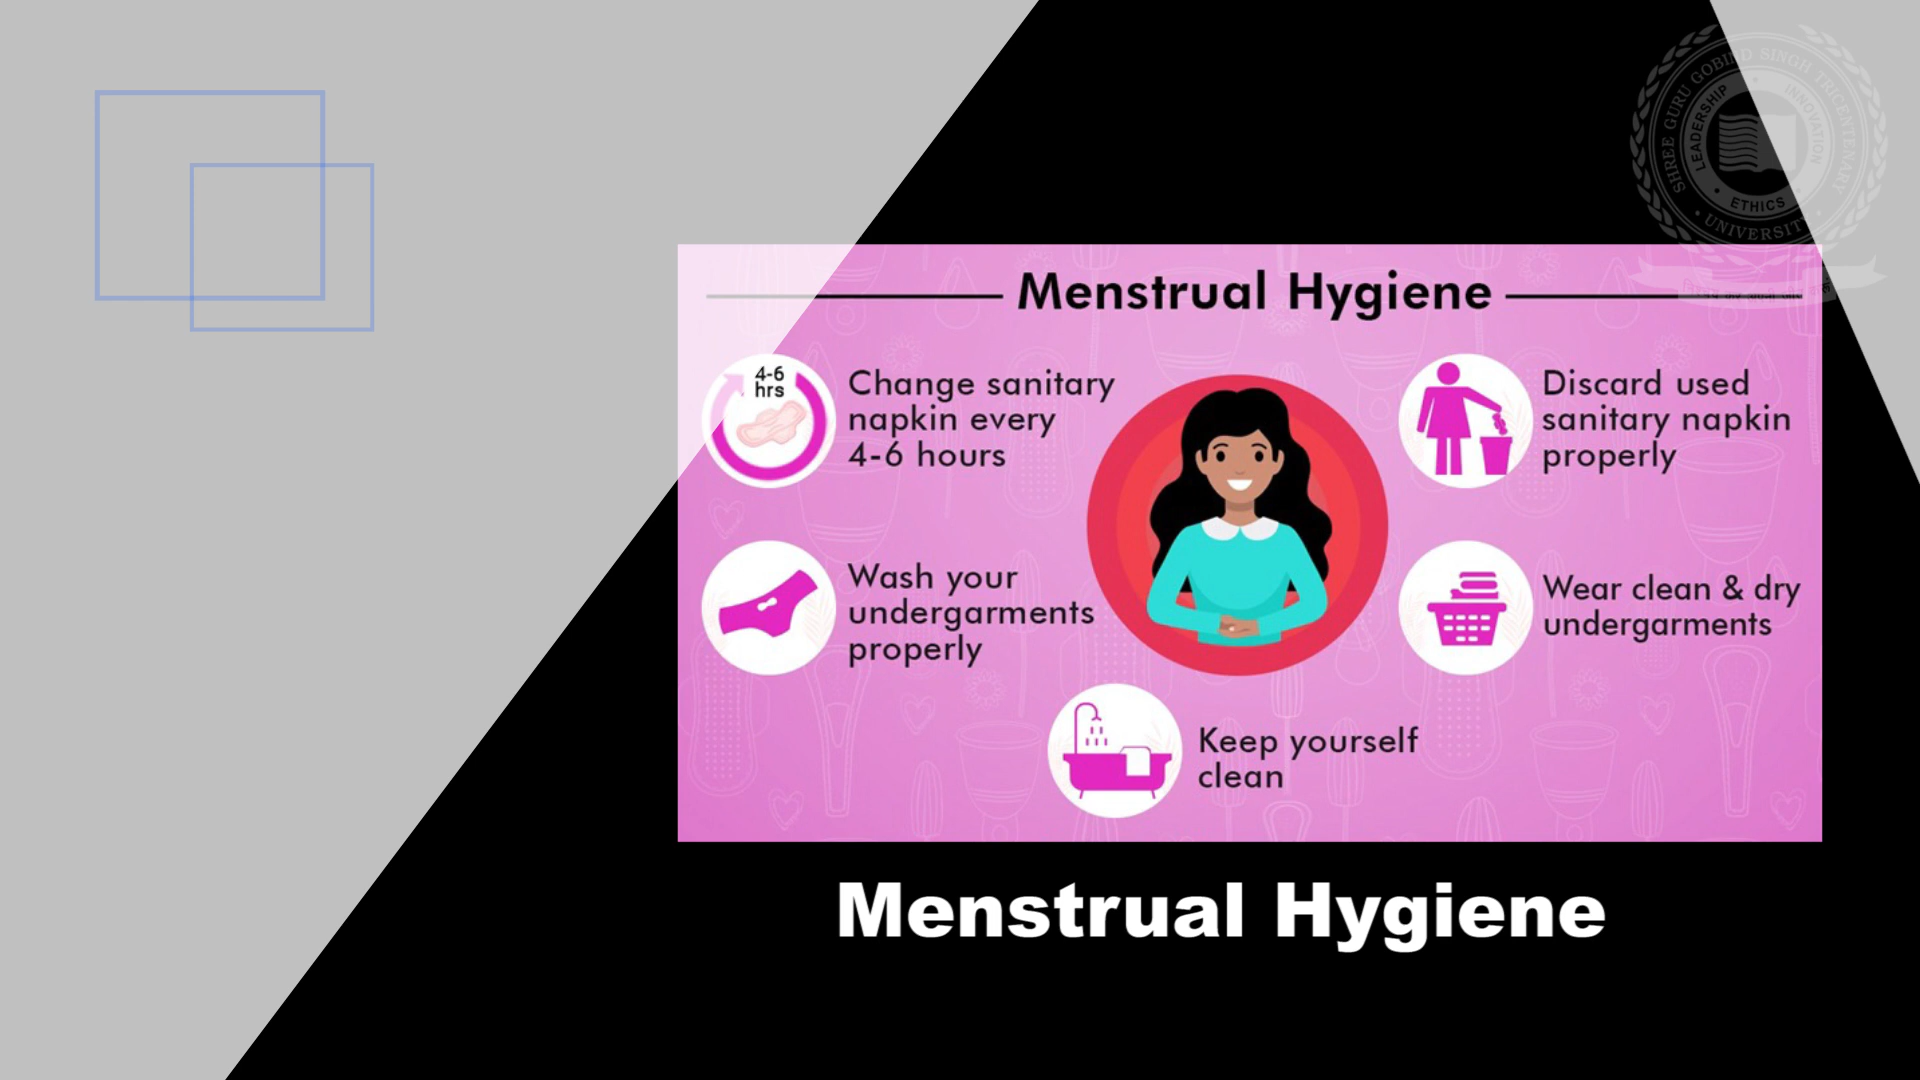 SHREE GURU GOBIND SINGH TRICENTENARY
UNIVERSITY
LEADERSHIP
INNOVATION
ETHICS
Menstrual Hygiene
4-6
hrs
Change sanitary
napkin every
4-6 hours
Discard used
sanitary napkin
properly
Wash your
undergarments
properly
Wear clean & dry
undergarments
Keep yourself
clean
Menstrual Hygiene